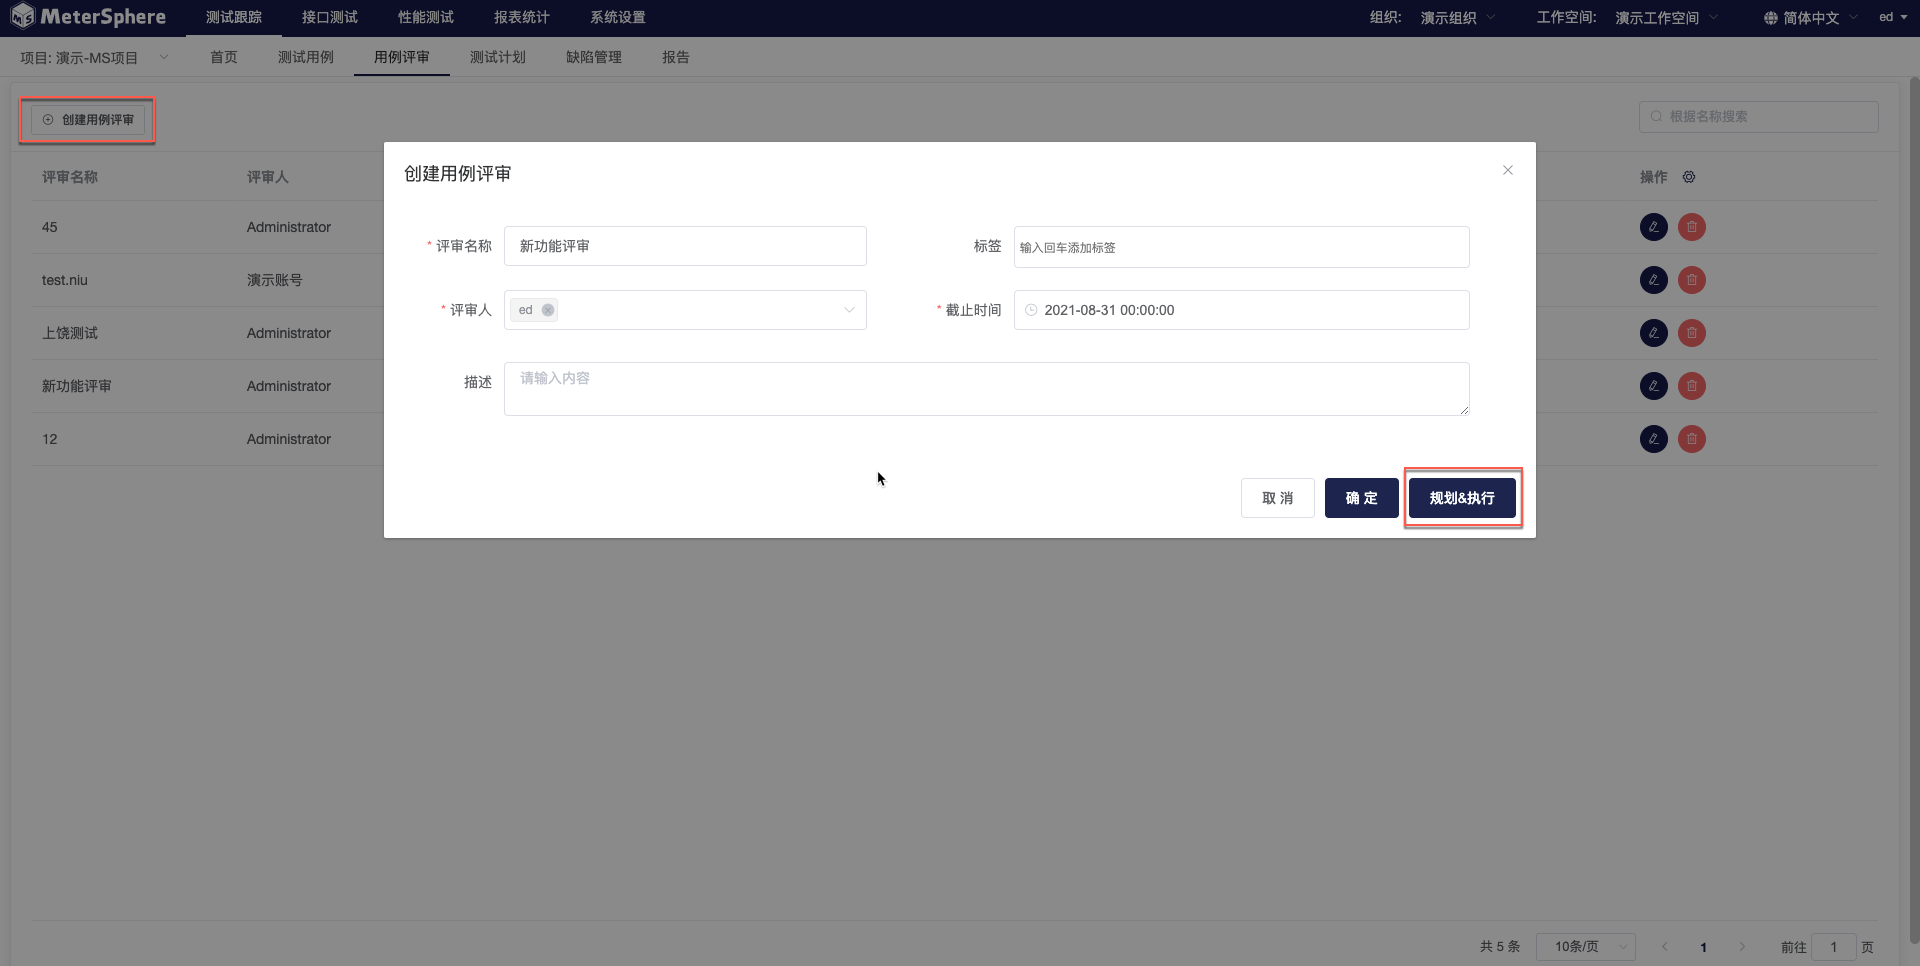 MeterSphere 测试跟踪 接口测试 性能测试 报表统计 系统设置 组织: 演示组织 工作空间: 演示工作空间 简体中文 ed
项目: 演示-MS项目 首页 测试用例 用例评审 测试计划 缺陷管理 报告
创建用例评审 根据名称搜索
评审名称 评审人 操作
45 Administrator
test.niu 演示账号
上饶测试 Administrator
新功能评审 Administrator
12 Administrator
创建用例评审
* 评审名称 新功能评审 标签 输入回车添加标签
* 评审人 ed * 截止时间 2021-08-31 00:00:00
描述 请输入内容
取 消 确 定 规划&执行
共 5 条 10条/页 1 前往 1 页